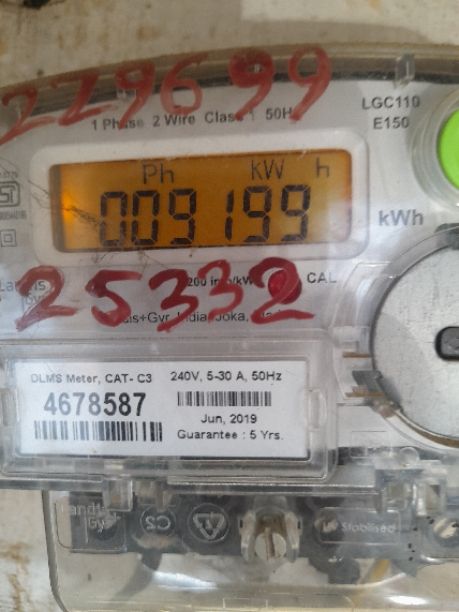 229699
1 Phase 2 Wire Class 1 50Hz
LGC110
E150
Ph kW h
009199
kWh
25332
CAL
DLMS Meter, CAT- C3 240V, 5-30 A, 50Hz
4678587
Jun, 2019
Guarantee : 5 Yrs.
Stabilised